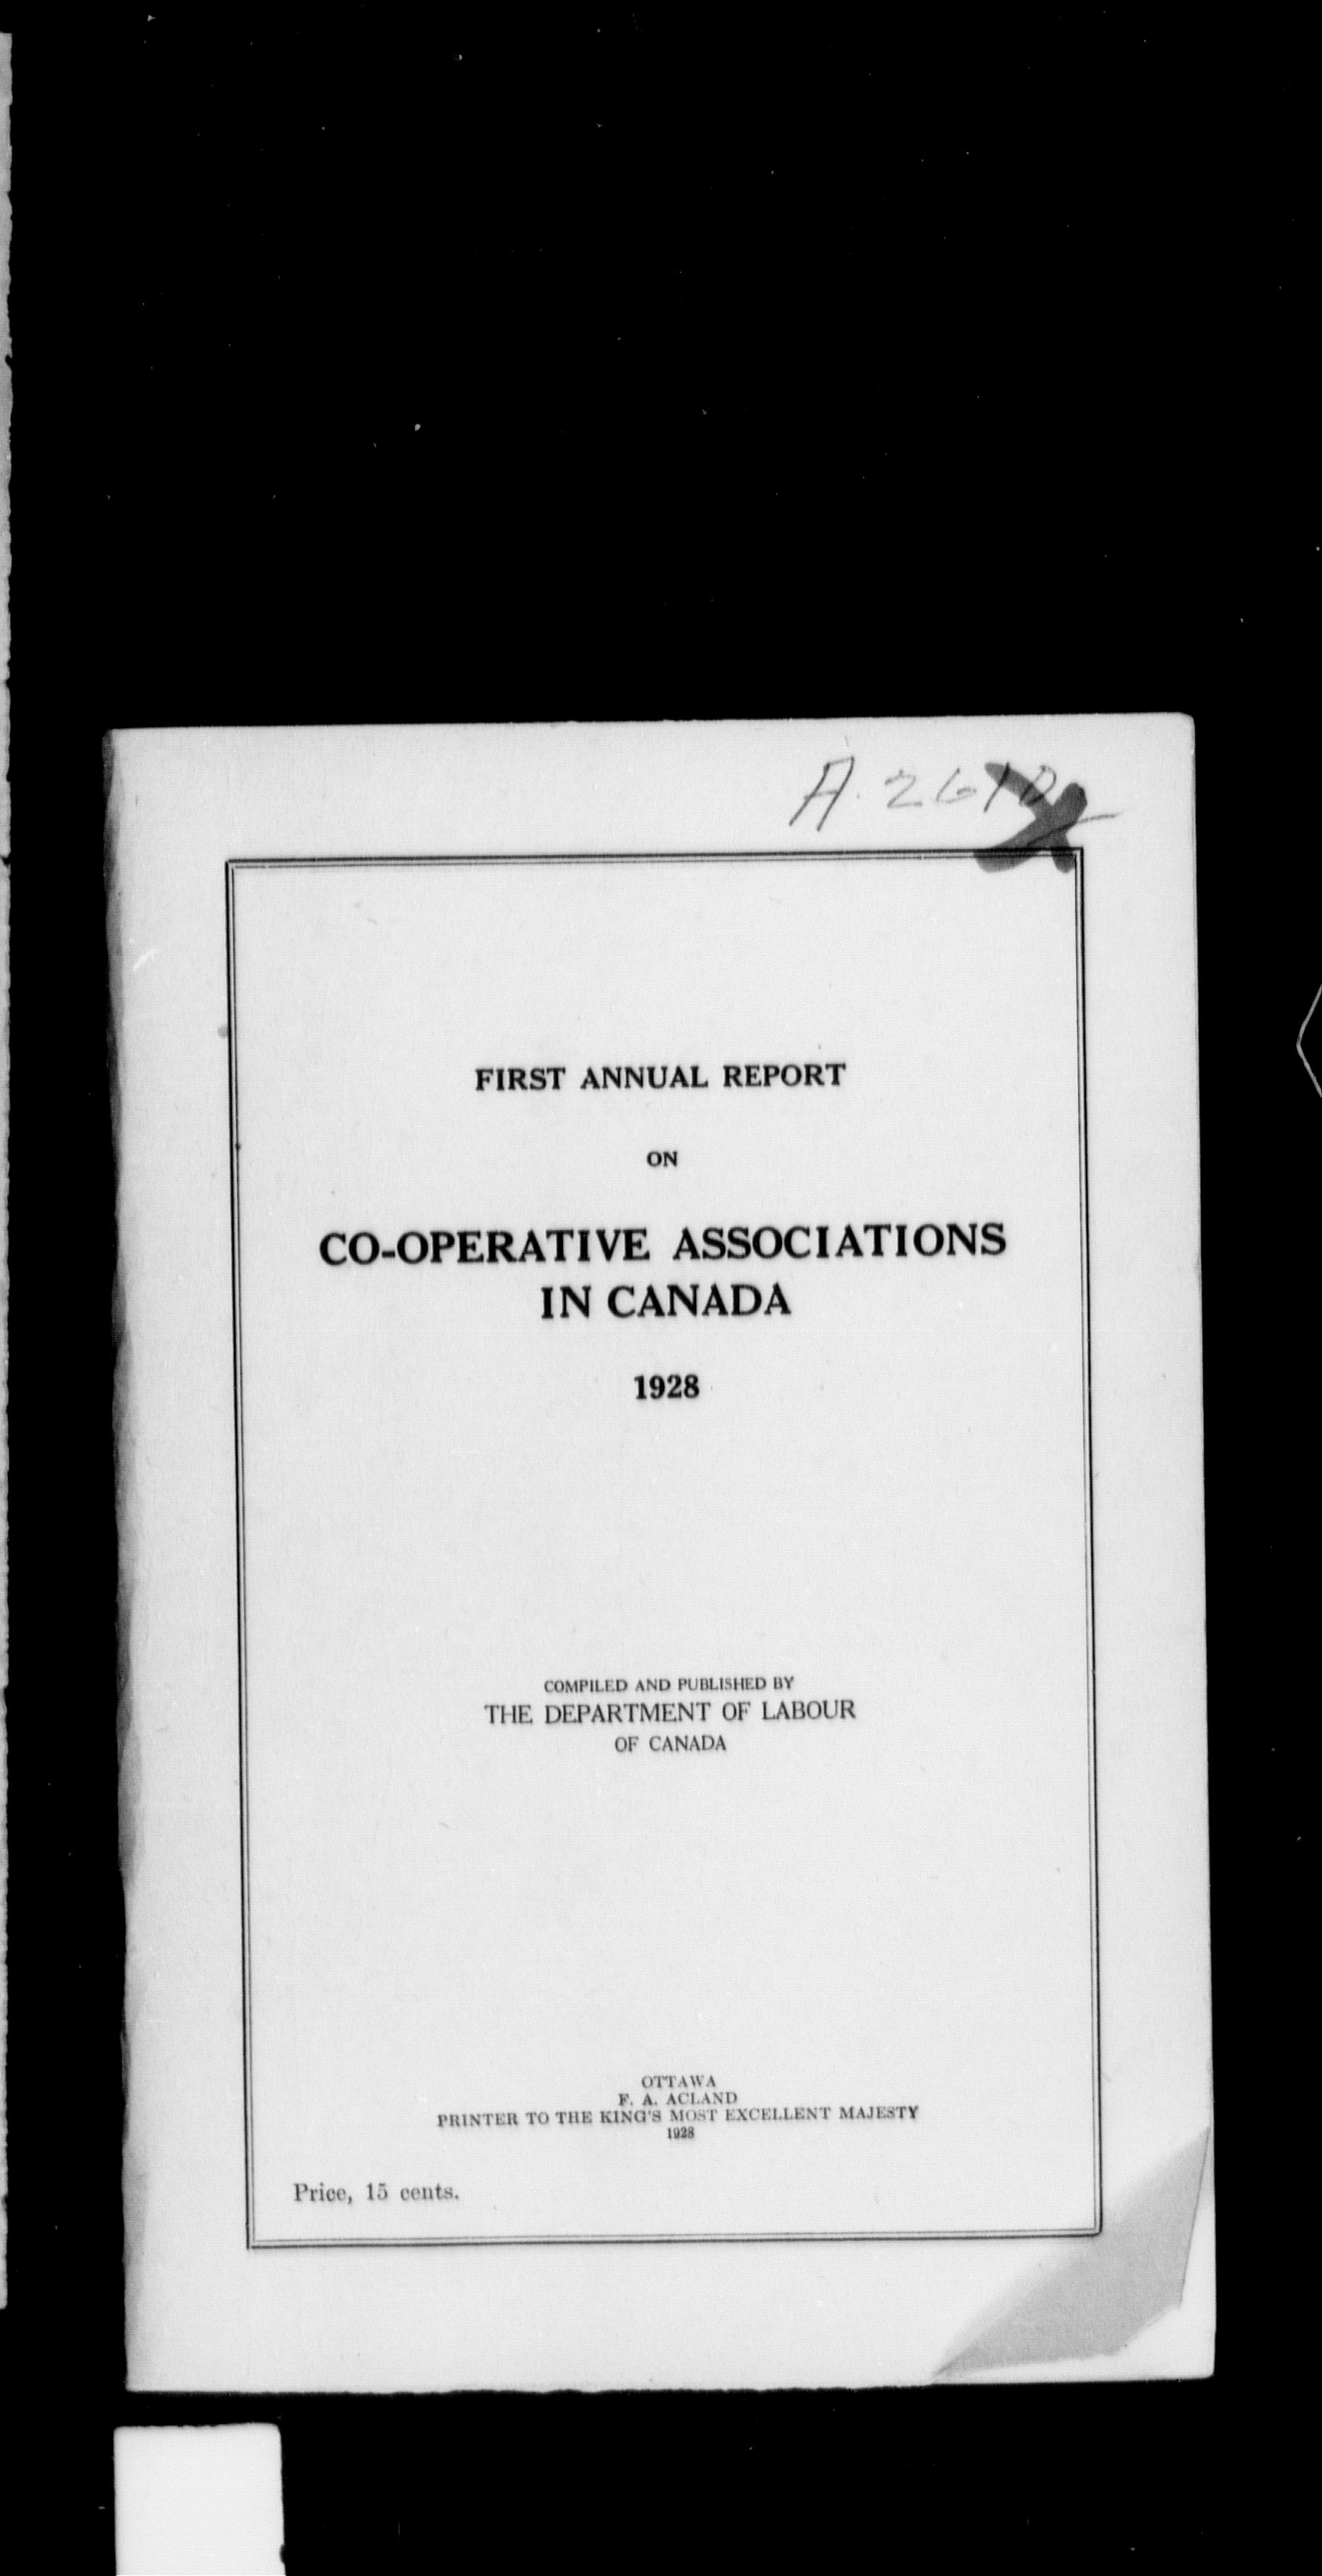 A. 261
FIRST ANNUAL REPORT
ON
CO-OPERATIVE ASSOCIATIONS
IN CANADA
1928
COMPILED AND PUBLISHED BY
THE DEPARTMENT OF LABOUR
OF CANADA
OTTAWA
F. A. ACLAND
PRINTER TO THE KING'S MOST EXCELLENT MAJESTY
1928
Price, 15 cents.